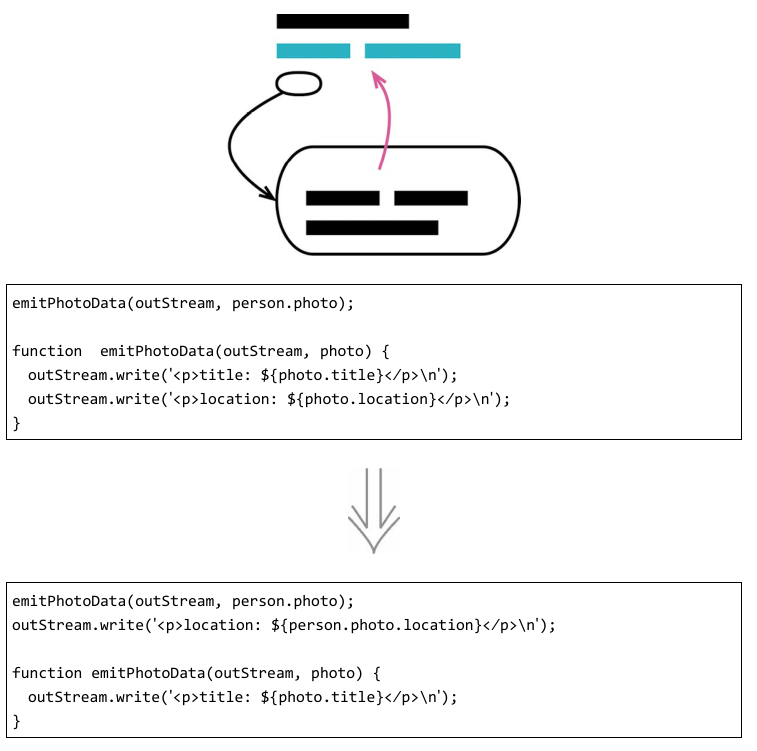 emitPhotoData(outStream, person.photo);
function  emitPhotoData(outStream, photo) {
  outStream.write('<p>title: ${photo.title}</p>\n');
  outStream.write('<p>location: ${photo.location}</p>\n');
}
emitPhotoData(outStream, person.photo);
outStream.write('<p>location: ${person.photo.location}</p>\n');
function emitPhotoData(outStream, photo) {
  outStream.write('<p>title: ${photo.title}</p>\n');
}